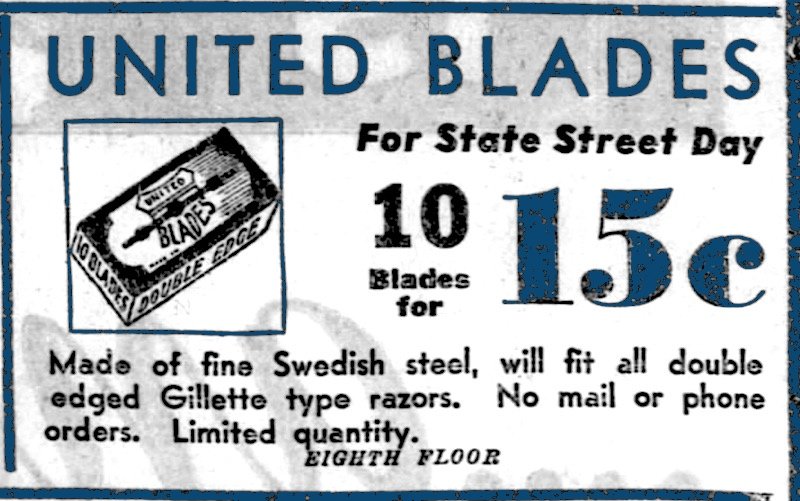 UNITED BLADES
For State Street Day
UNITED
BLADES
10 BLADES
DOUBLE EDGE
10
Blades
for
15c
Made of fine Swedish steel, will fit all double
edged Gillette type razors. No mail or phone
orders. Limited quantity.
EIGHTH FLOOR